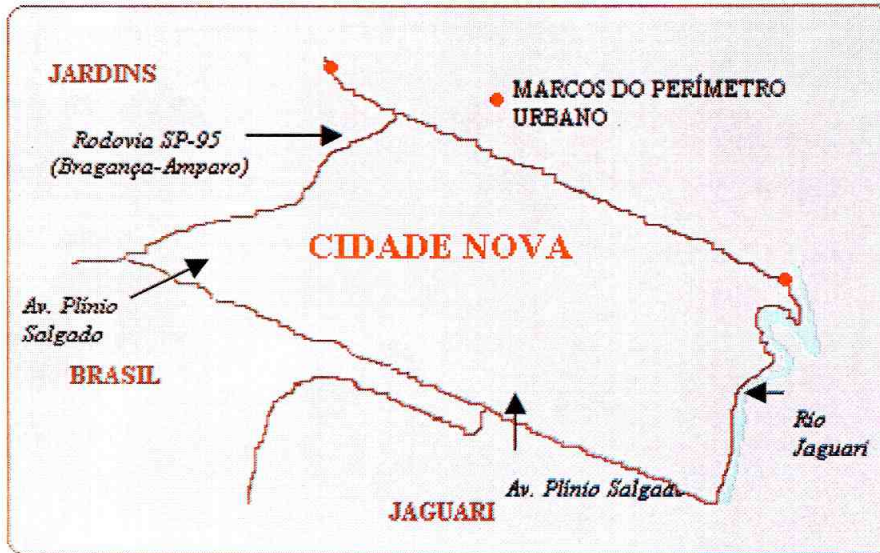 JARDINS
MARCOS DO PERÍMETRO
URBANO
Rodovia SP-95
(Bragança-Amparo)
CIDADE NOVA
Av. Plínio
Salgado
BRASIL
Rio
Jaguari
Av. Plínio Salgado
JAGUARI